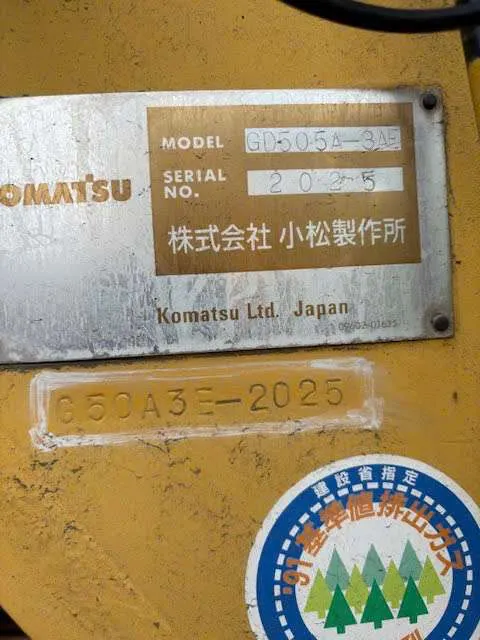 OMATSU
MODEL GD505A-3AE
SERIAL NO. 2025
株式会社 小松製作所
Komatsu Ltd. Japan
G50A3E-2025
建設省指定
'91基準値排出ガス